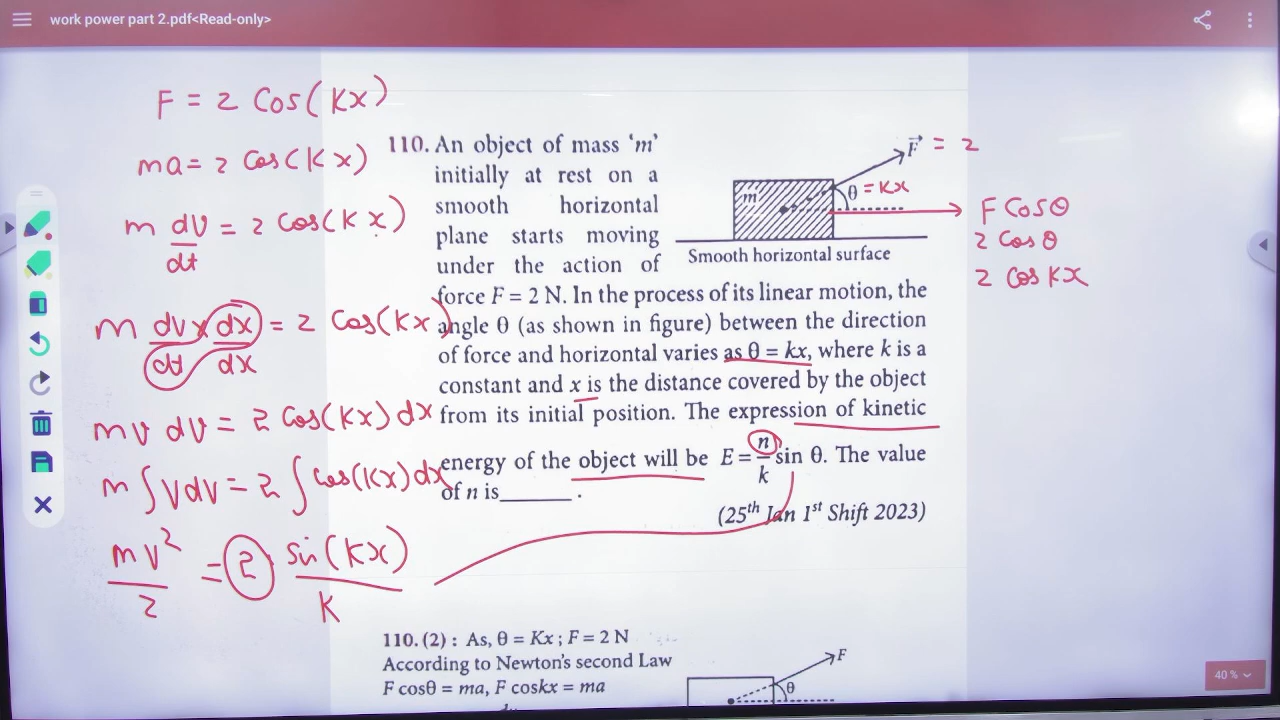 work power part 2.pdf<Read-only>
F = 2 Cos(Kx)
ma = 2 Cos(Kx)
m dv/dt = 2 Cos(Kx)
m dv/dt × dx/dx = 2 Cos(Kx)
mv dv = 2 Cos(Kx) dx
m ∫ vdv = 2 ∫ Cos(Kx) dx
mv²/2 = 2 sin(Kx)/K
110. An object of mass ‘m’
initially at rest on a
smooth horizontal
plane starts moving
under the action of
force F = 2 N. In the process of its linear motion, the
angle θ (as shown in figure) between the direction
of force and horizontal varies as θ = kx, where k is a
constant and x is the distance covered by the object
from its initial position. The expression of kinetic
energy of the object will be E = n/k sin θ. The value
of n is______ .
(25th Jan 1st Shift 2023)
m
F⃗ = 2
θ = Kx
F Cosθ
2 Cosθ
2 Cos Kx
Smooth horizontal surface
110. (2) : As, θ = Kx ; F = 2 N
According to Newton’s second Law
F cosθ = ma, F coskx = ma
F
θ
40 %